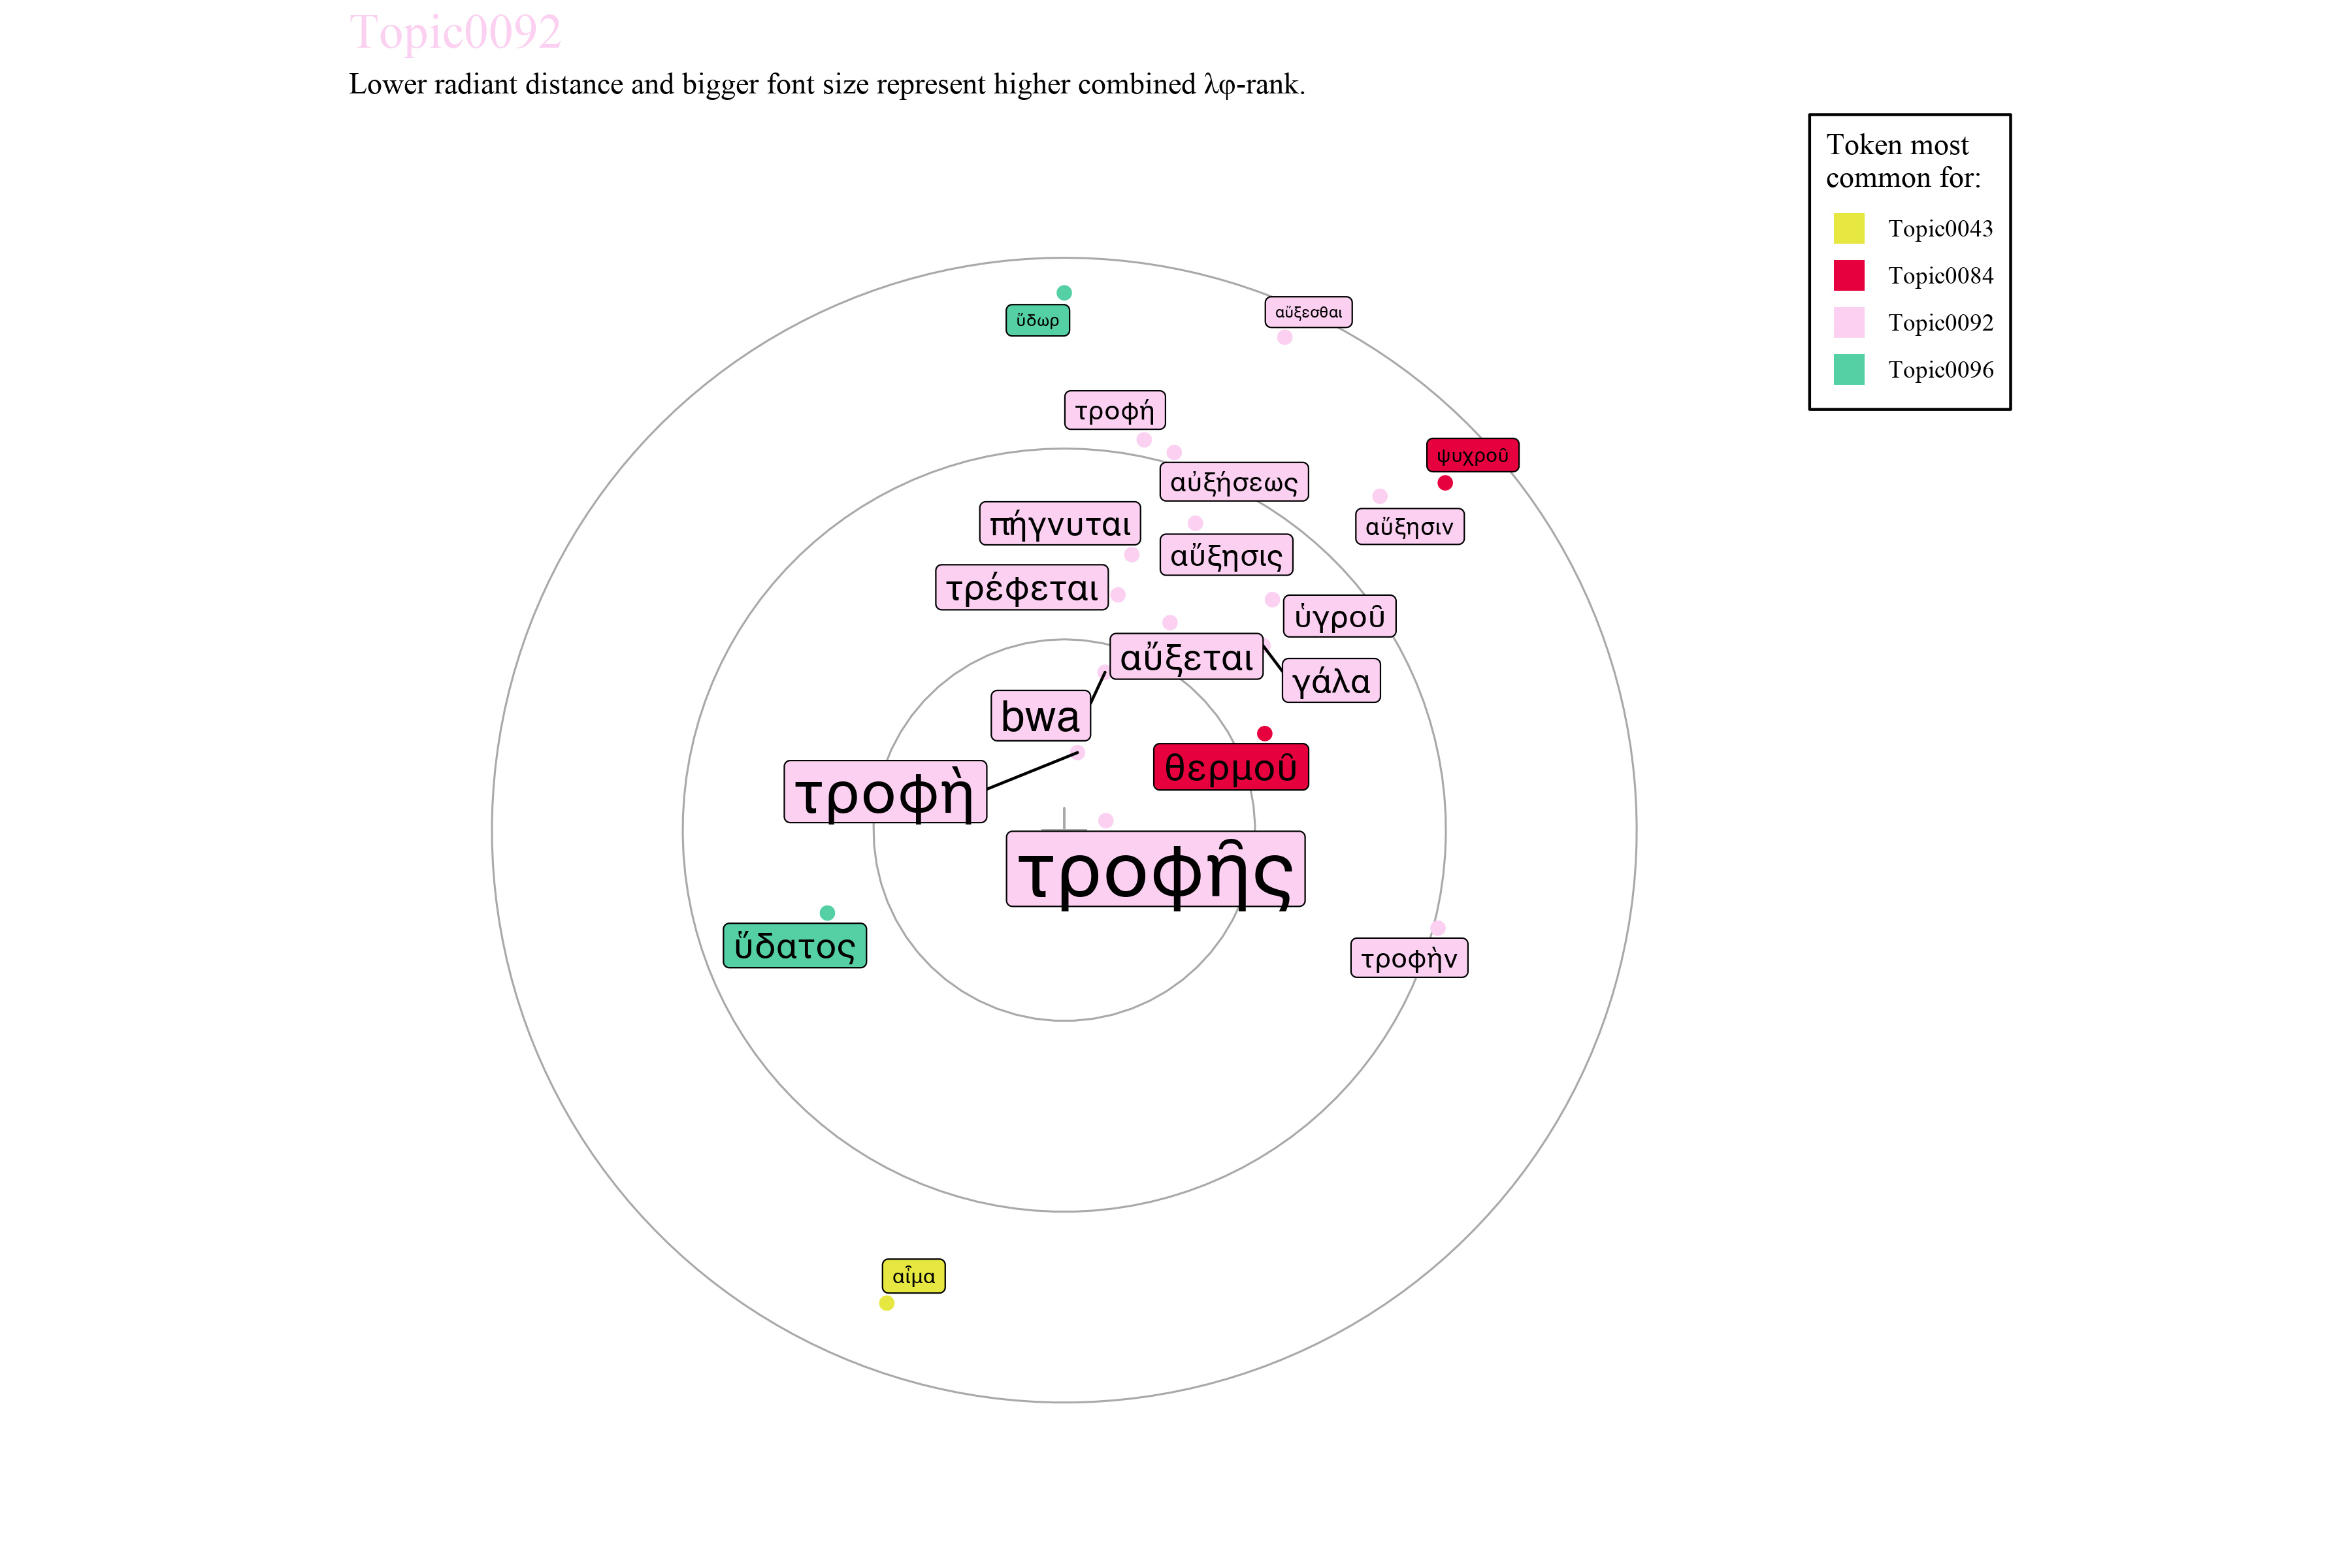 Topic0092
Lower radiant distance and bigger font size represent higher combined λφ-rank.
Token most
common for:
Topic0043
Topic0084
Topic0092
Topic0096
ὕδωρ
αὔξεσθαι
τροφή
ψυχροῦ
αὐξήσεως
πήγνυται
αὔξησιν
αὔξησις
τρέφεται
ὑγροῦ
αὔξεται
γάλα
bwa
θερμοῦ
τροφὴ
τροφῆς
ὕδατος
τροφὴν
αἷμα